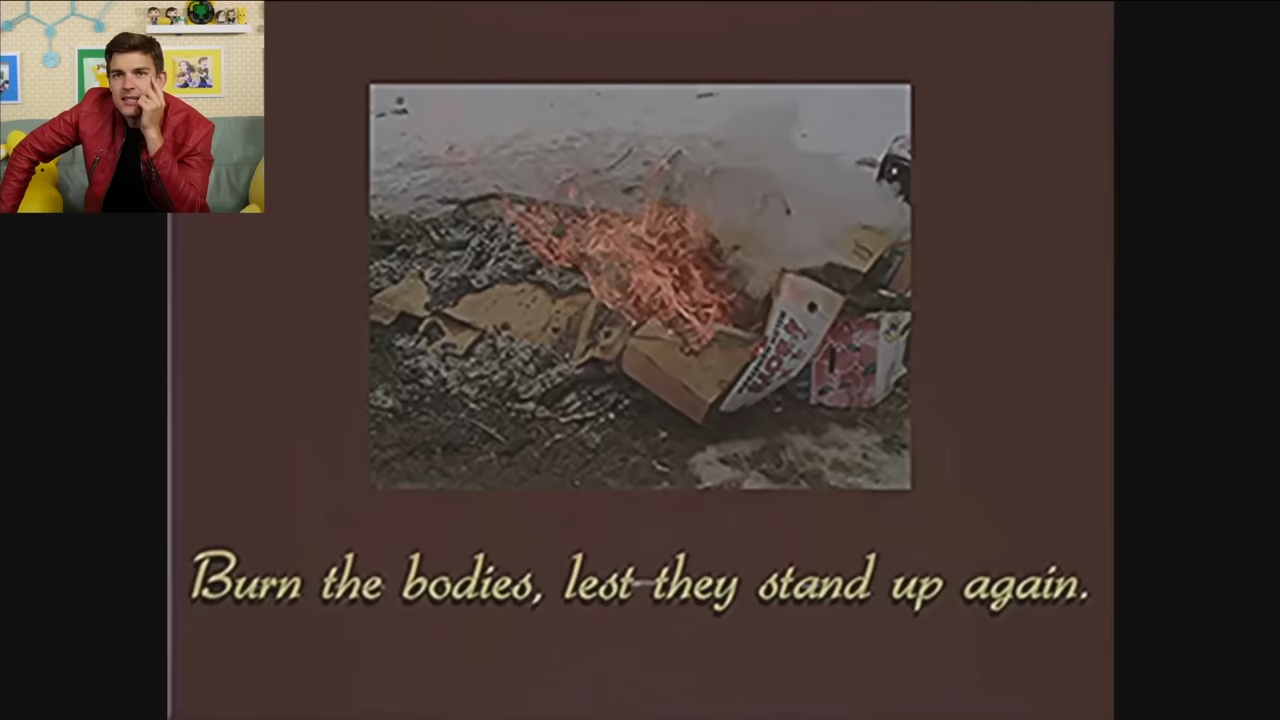 Burn the bodies, lest they stand up again.